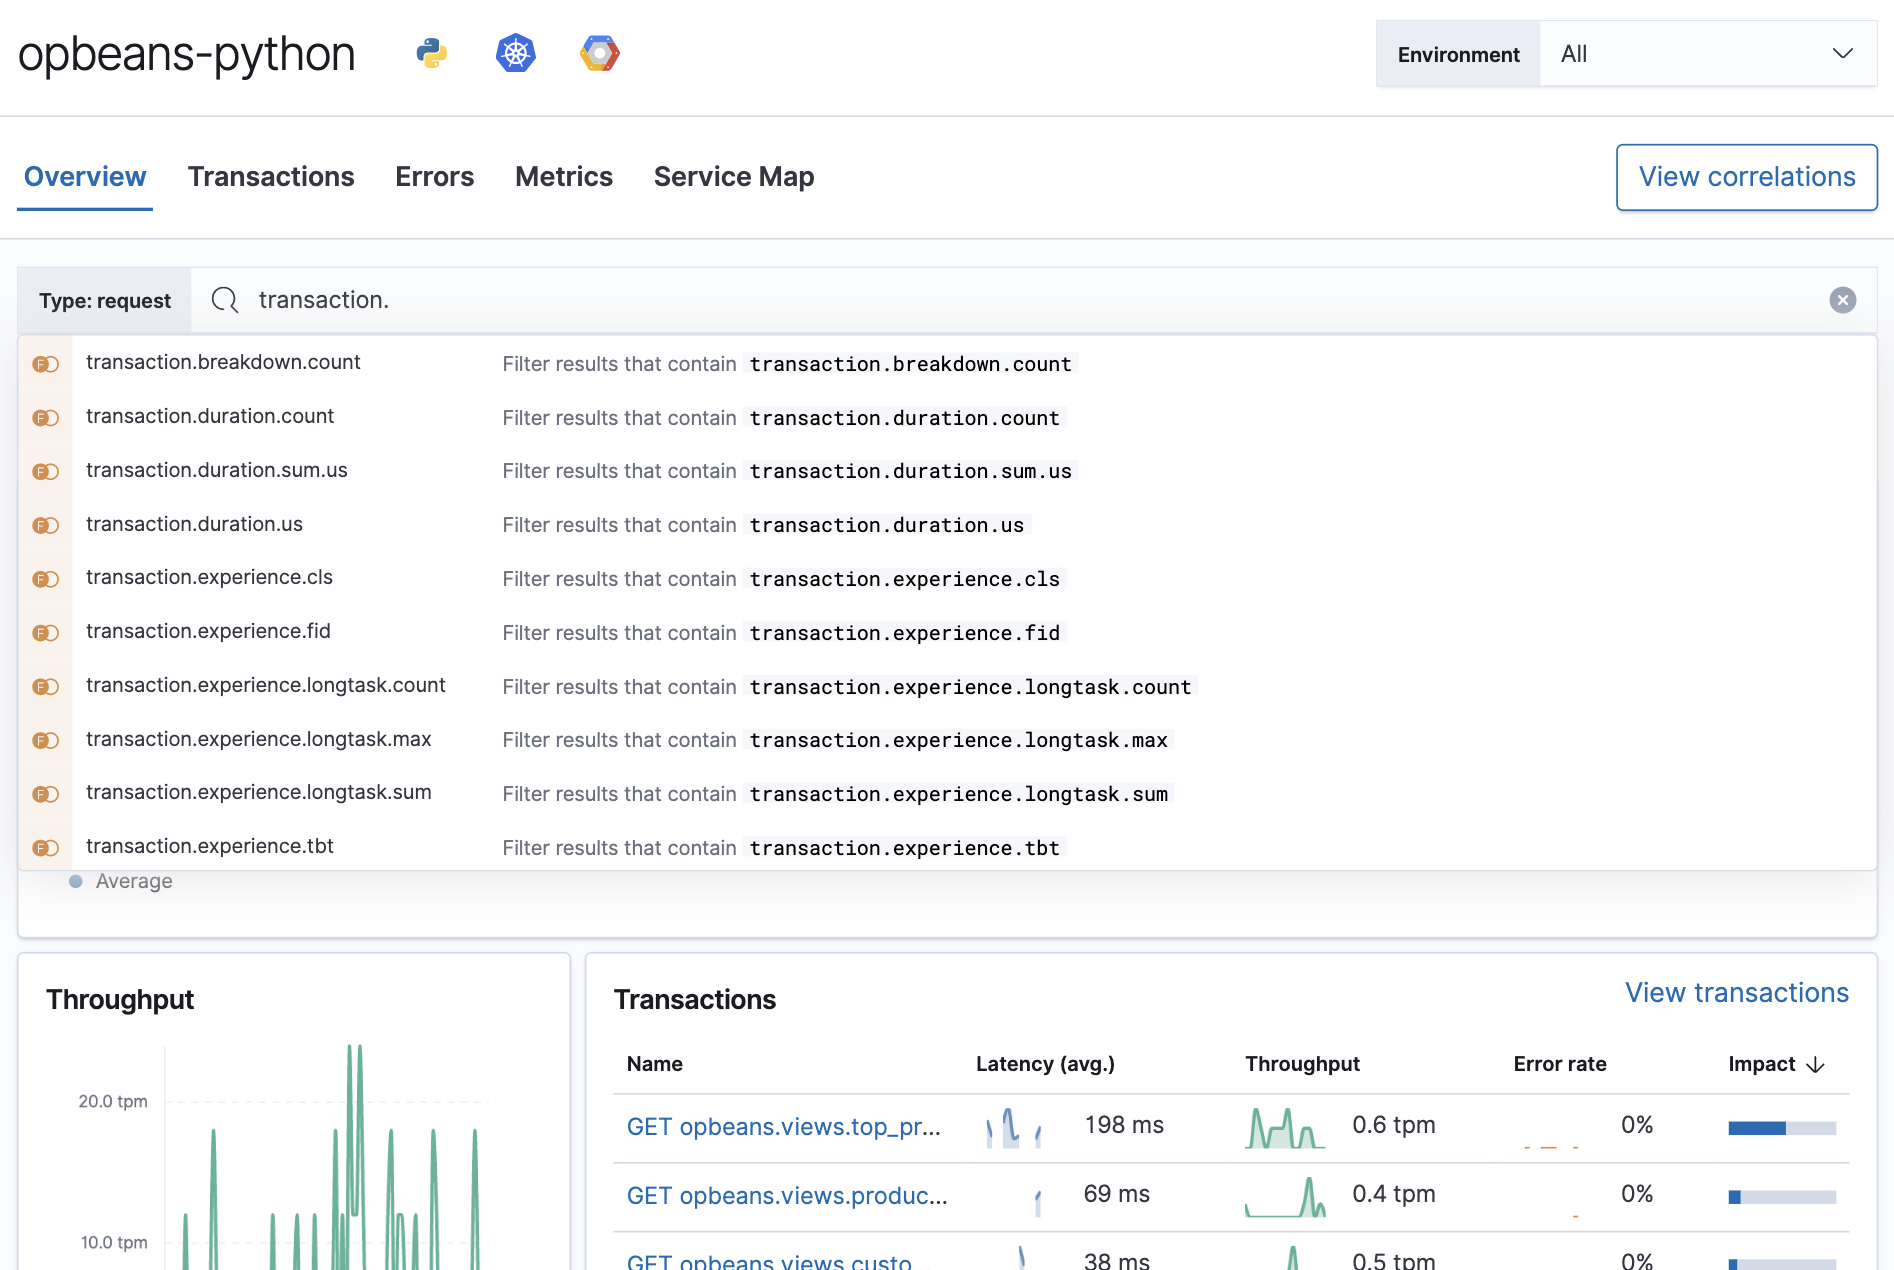 opbeans-python
Environment All
Overview Transactions Errors Metrics Service Map View correlations
Type: request transaction.
transaction.breakdown.count Filter results that contain transaction.breakdown.count
transaction.duration.count Filter results that contain transaction.duration.count
transaction.duration.sum.us Filter results that contain transaction.duration.sum.us
transaction.duration.us Filter results that contain transaction.duration.us
transaction.experience.cls Filter results that contain transaction.experience.cls
transaction.experience.fid Filter results that contain transaction.experience.fid
transaction.experience.longtask.count Filter results that contain transaction.experience.longtask.count
transaction.experience.longtask.max Filter results that contain transaction.experience.longtask.max
transaction.experience.longtask.sum Filter results that contain transaction.experience.longtask.sum
transaction.experience.tbt Filter results that contain transaction.experience.tbt
Average
Throughput
20.0 tpm
10.0 tpm
Transactions View transactions
Name Latency (avg.) Throughput Error rate Impact
GET opbeans.views.top_pr... 198 ms 0.6 tpm 0%
GET opbeans.views.produc... 69 ms 0.4 tpm 0%
GET opbeans.views.custo 38 ms 0.5 tpm 0%